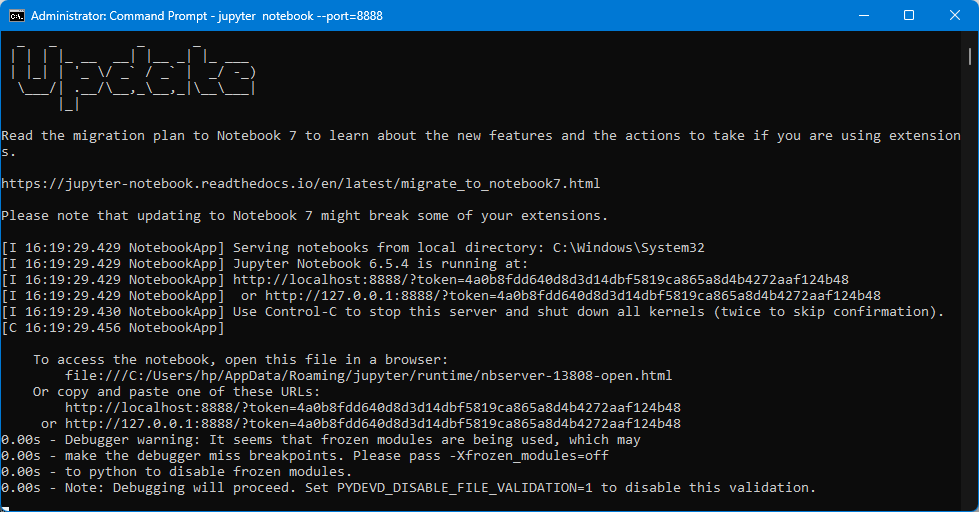 Administrator: Command Prompt - jupyter  notebook --port=8888
Update
Read the migration plan to Notebook 7 to learn about the new features and the actions to take if you are using extension
s.
https://jupyter-notebook.readthedocs.io/en/latest/migrate_to_notebook7.html
Please note that updating to Notebook 7 might break some of your extensions.
[I 16:19:29.429 NotebookApp] Serving notebooks from local directory: C:\Windows\System32
[I 16:19:29.429 NotebookApp] Jupyter Notebook 6.5.4 is running at:
[I 16:19:29.429 NotebookApp] http://localhost:8888/?token=4a0b8fdd640d8d3d14dbf5819ca865a8d4b4272aaf124b48
[I 16:19:29.429 NotebookApp]  or http://127.0.0.1:8888/?token=4a0b8fdd640d8d3d14dbf5819ca865a8d4b4272aaf124b48
[I 16:19:29.430 NotebookApp] Use Control-C to stop this server and shut down all kernels (twice to skip confirmation).
[C 16:19:29.456 NotebookApp]
To access the notebook, open this file in a browser:
file:///C:/Users/hp/AppData/Roaming/jupyter/runtime/nbserver-13808-open.html
Or copy and paste one of these URLs:
http://localhost:8888/?token=4a0b8fdd640d8d3d14dbf5819ca865a8d4b4272aaf124b48
or http://127.0.0.1:8888/?token=4a0b8fdd640d8d3d14dbf5819ca865a8d4b4272aaf124b48
0.00s - Debugger warning: It seems that frozen modules are being used, which may
0.00s - make the debugger miss breakpoints. Please pass -Xfrozen_modules=off
0.00s - to python to disable frozen modules.
0.00s - Note: Debugging will proceed. Set PYDEVD_DISABLE_FILE_VALIDATION=1 to disable this validation.